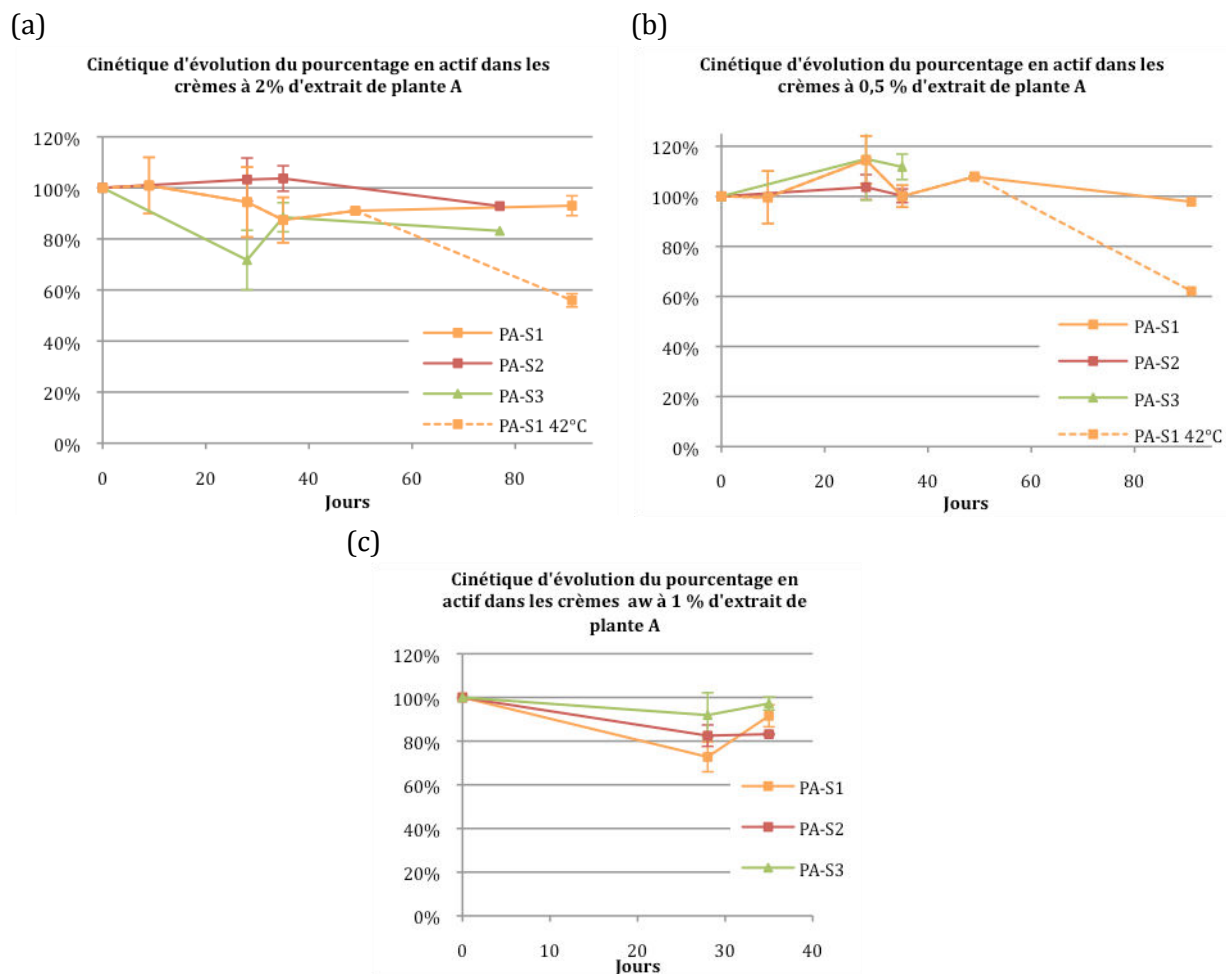 (a)
Cinétique d'évolution du pourcentage en actif dans les
crèmes à 2% d'extrait de plante A
120%
100%
80%
60%
40%
20%
0%
0
20
40
60
80
Jours
PA-S1
PA-S2
PA-S3
PA-S1 42°C
(b)
Cinétique d'évolution du pourcentage en actif dans les
crèmes à 0,5 % d'extrait de plante A
120%
100%
80%
60%
40%
20%
0%
0
20
40
60
80
Jours
PA-S1
PA-S2
PA-S3
PA-S1 42°C
(c)
Cinétique d'évolution du pourcentage en
actif dans les crèmes aw à 1 % d'extrait de
plante A
120%
100%
80%
60%
40%
20%
0%
0
10
20
30
40
Jours
PA-S1
PA-S2
PA-S3